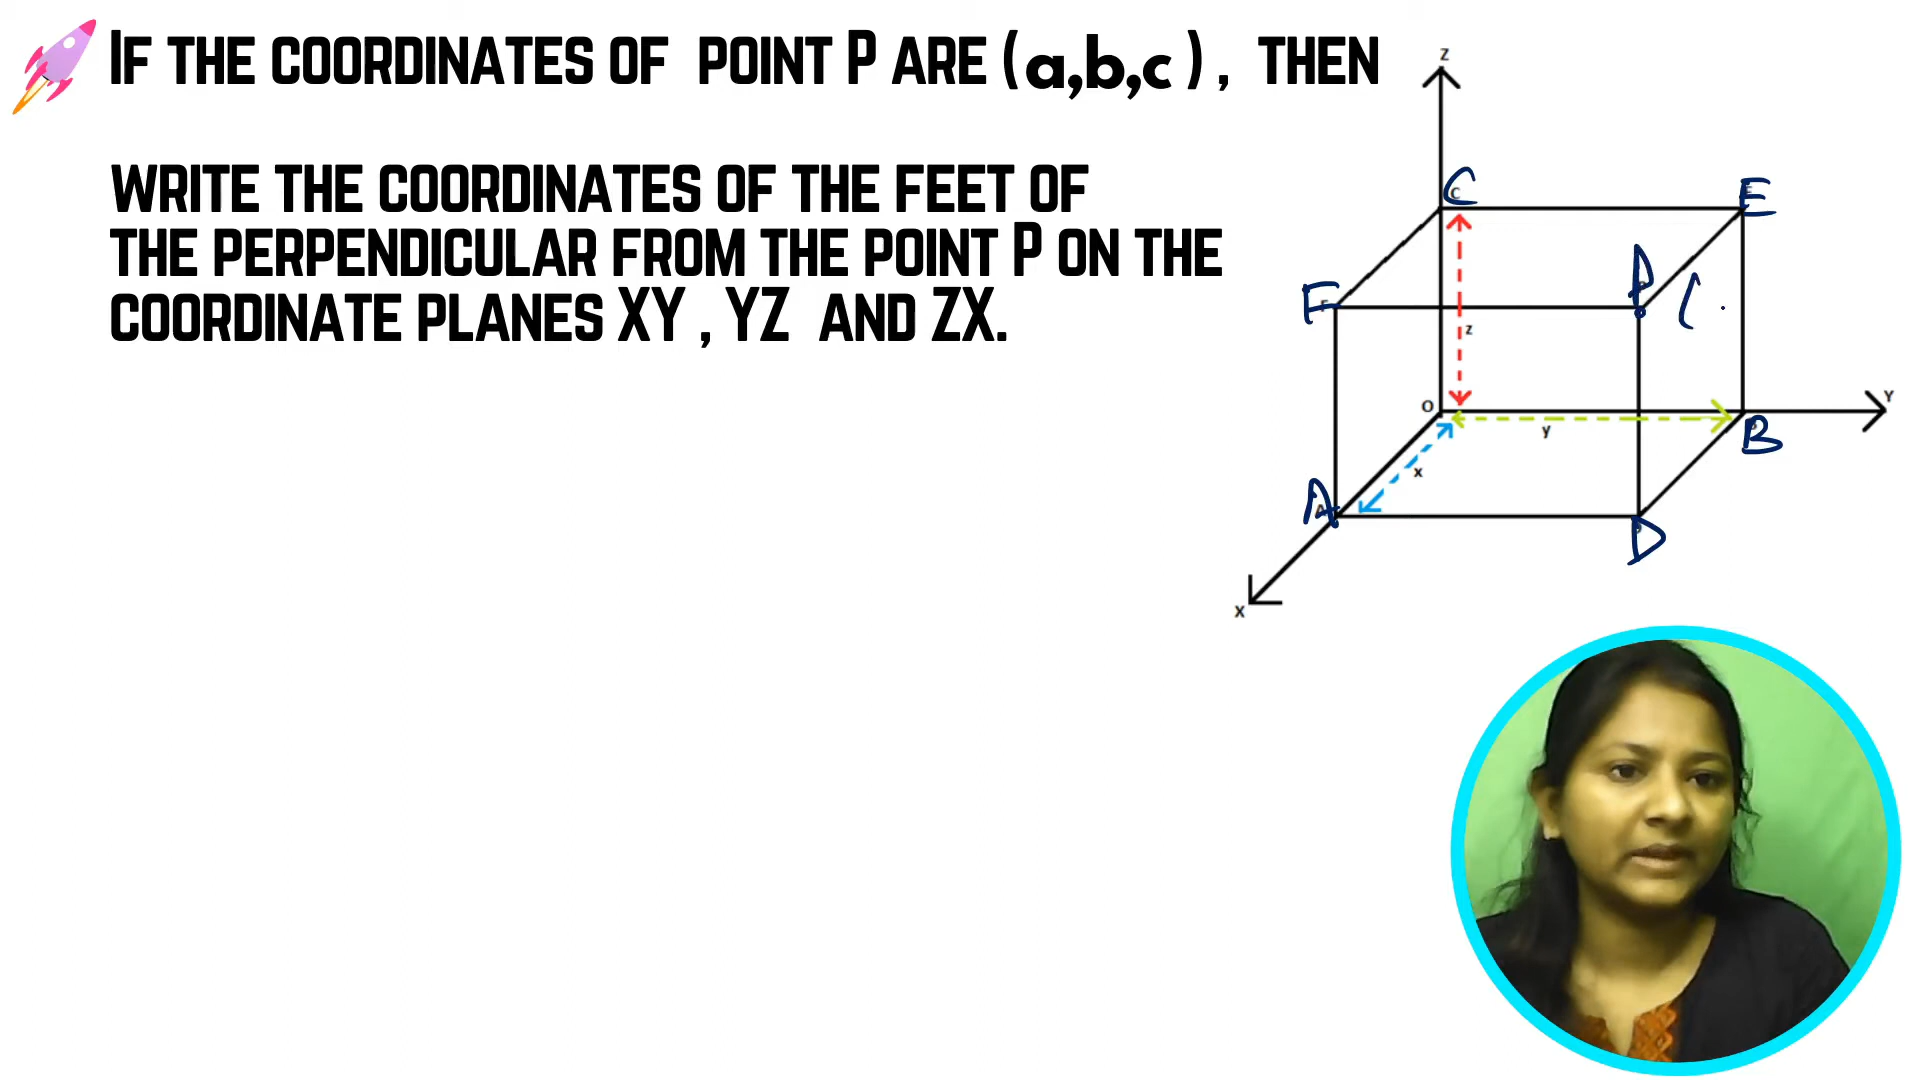 If the coordinates of point P are (a,b,c), then
write the coordinates of the feet of
the perpendicular from the point P on the
coordinate planes XY, YZ and ZX.
Z
C
E
F
P (
z
O
Y
y
B
x
A
D
X